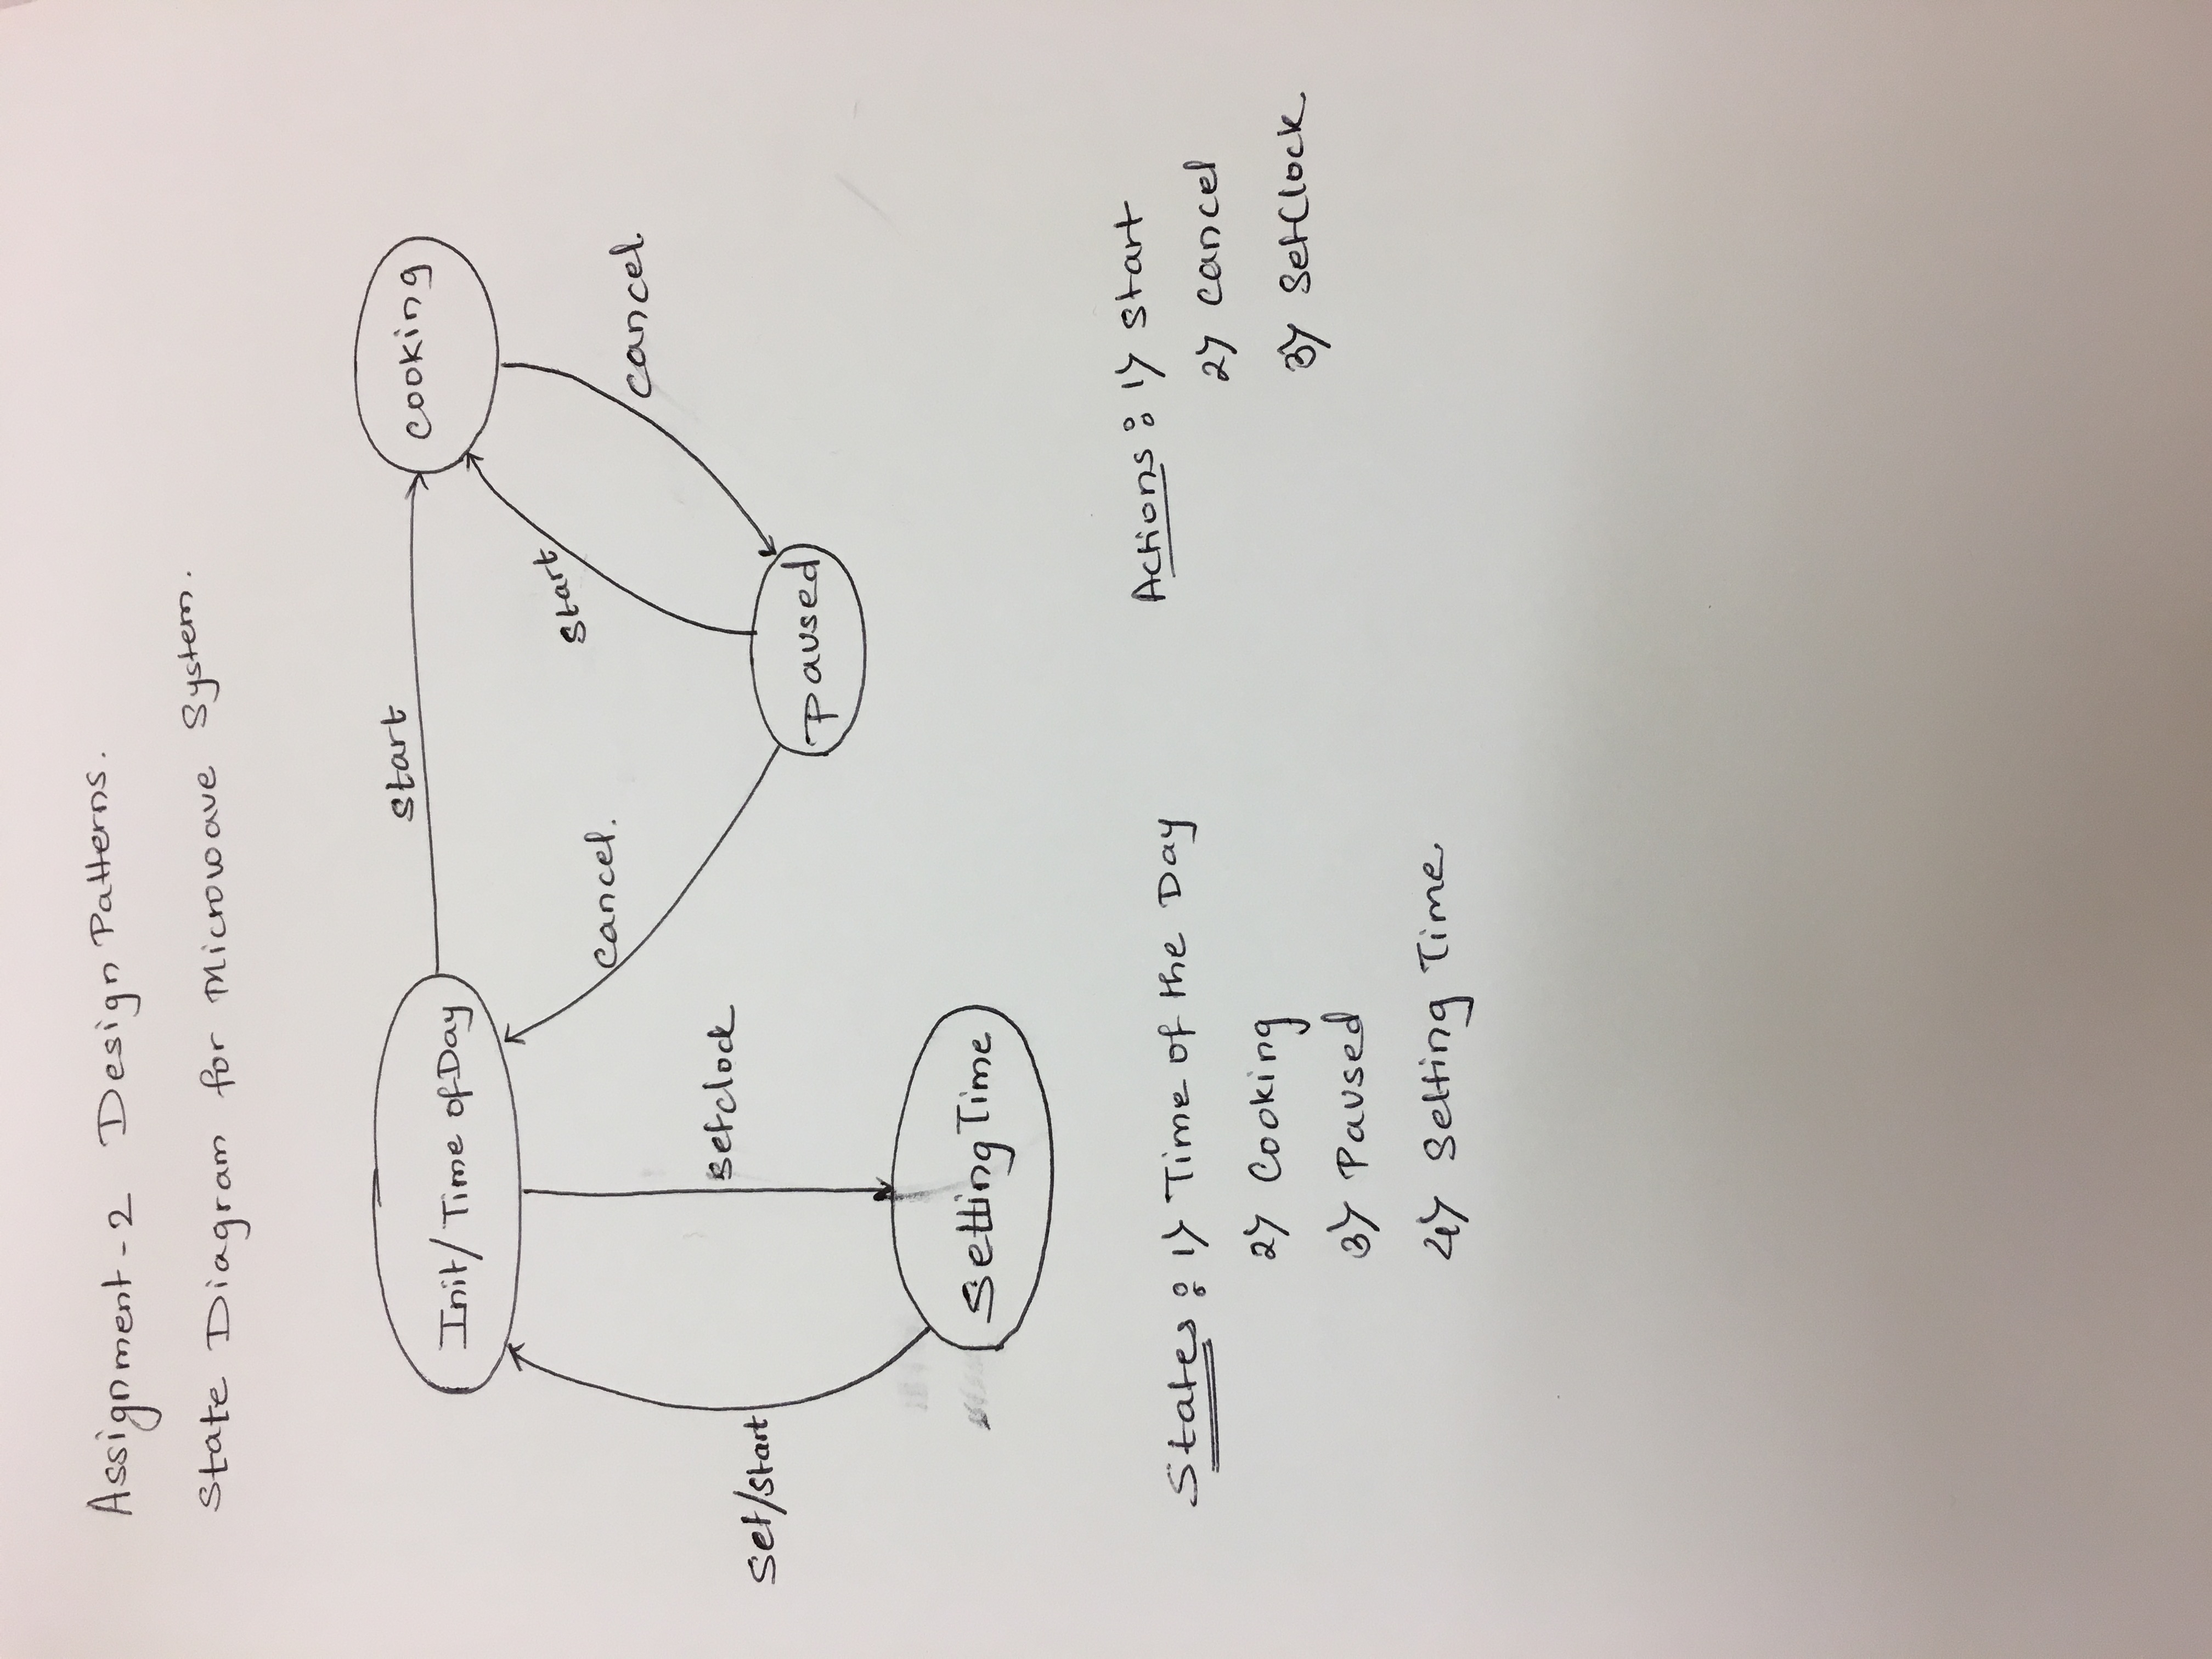 Assignment-2 Design Patterns.
State Diagram for Microwave System.
Init/Time of Day
Start
Cooking
Start
Cancel.
Cancel.
Setclock
Set/Start
Paused
Setting Time
States : 1) Time of the Day
2) Cooking
3) Paused
4) Setting Time
Actions : 1) Start
2) Cancel
3) SetClock